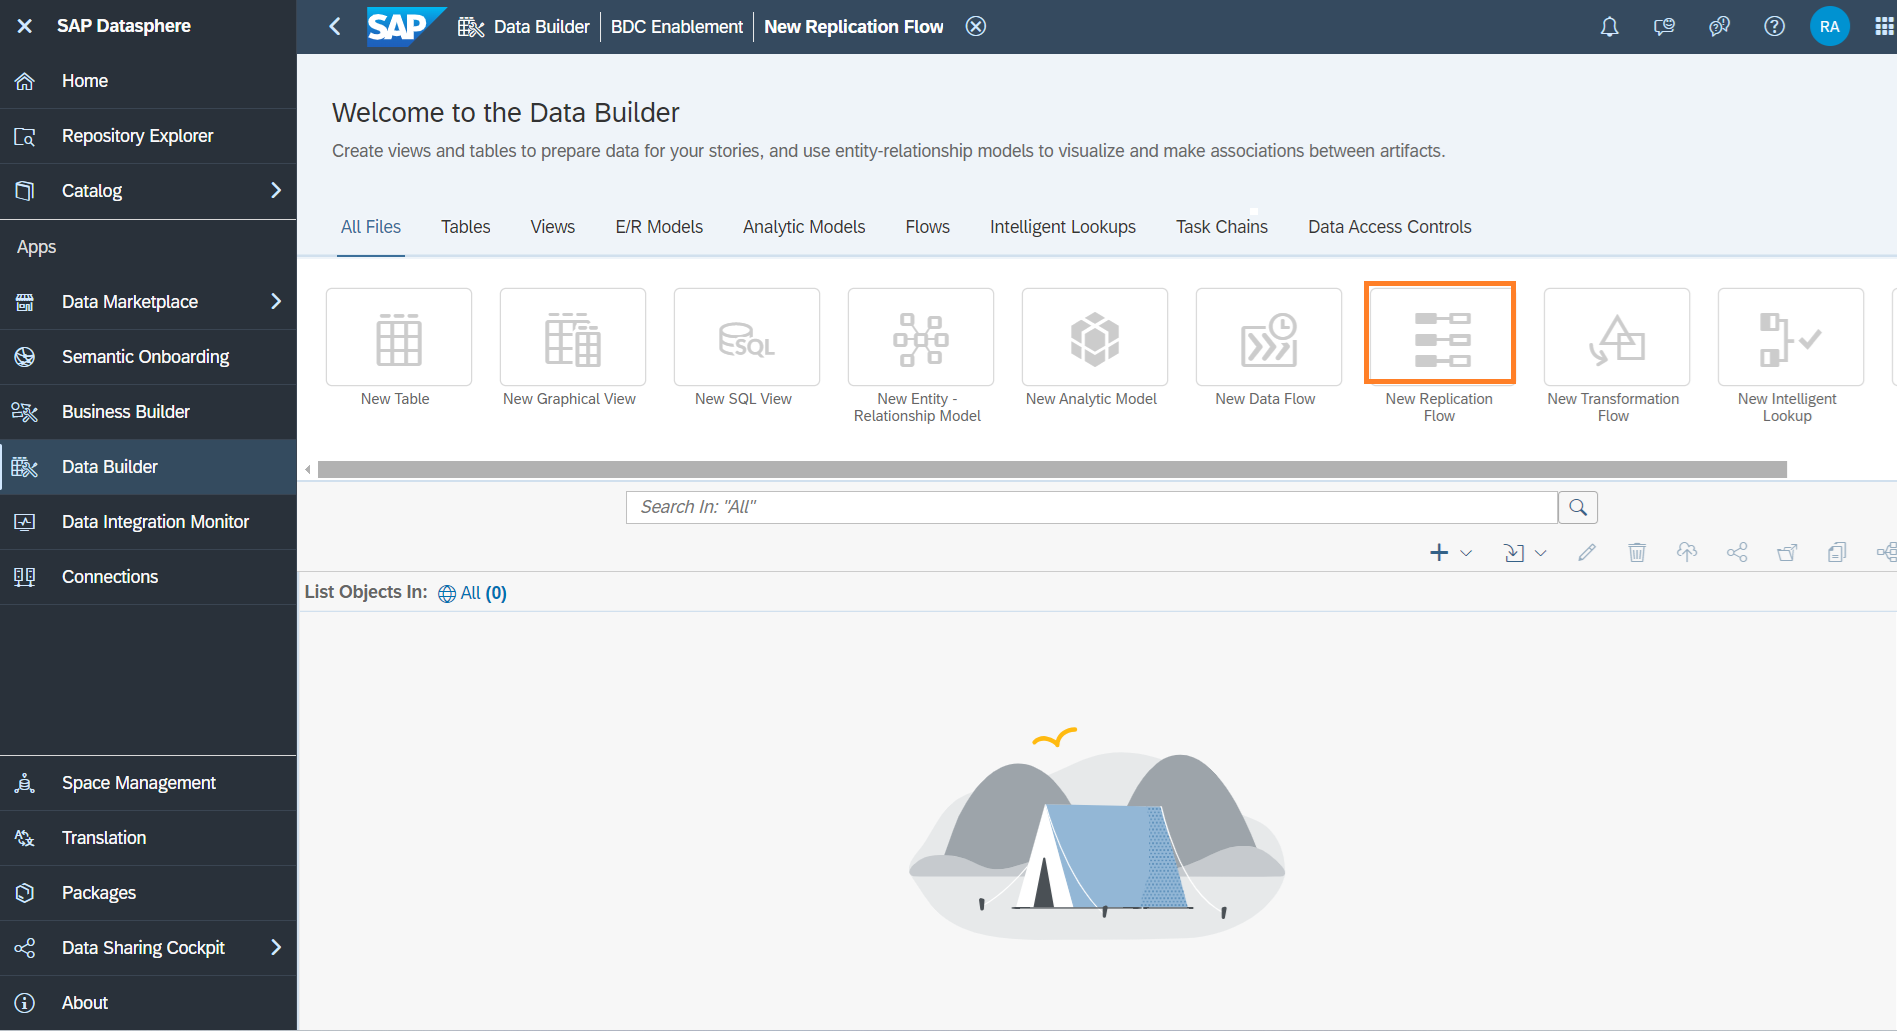 SAP Datasphere
SAP
Data Builder
BDC Enablement
New Replication Flow
RA
Home
Repository Explorer
Catalog
Apps
Data Marketplace
Semantic Onboarding
Business Builder
Data Builder
Data Integration Monitor
Connections
Space Management
Translation
Packages
Data Sharing Cockpit
About
Welcome to the Data Builder
Create views and tables to prepare data for your stories, and use entity-relationship models to visualize and make associations between artifacts.
All Files
Tables
Views
E/R Models
Analytic Models
Flows
Intelligent Lookups
Task Chains
Data Access Controls
New Table
New Graphical View
SQL
New SQL View
New Entity -
Relationship Model
New Analytic Model
New Data Flow
New Replication
Flow
New Transformation
Flow
New Intelligent
Lookup
Search In: "All"
List Objects In: All (0)